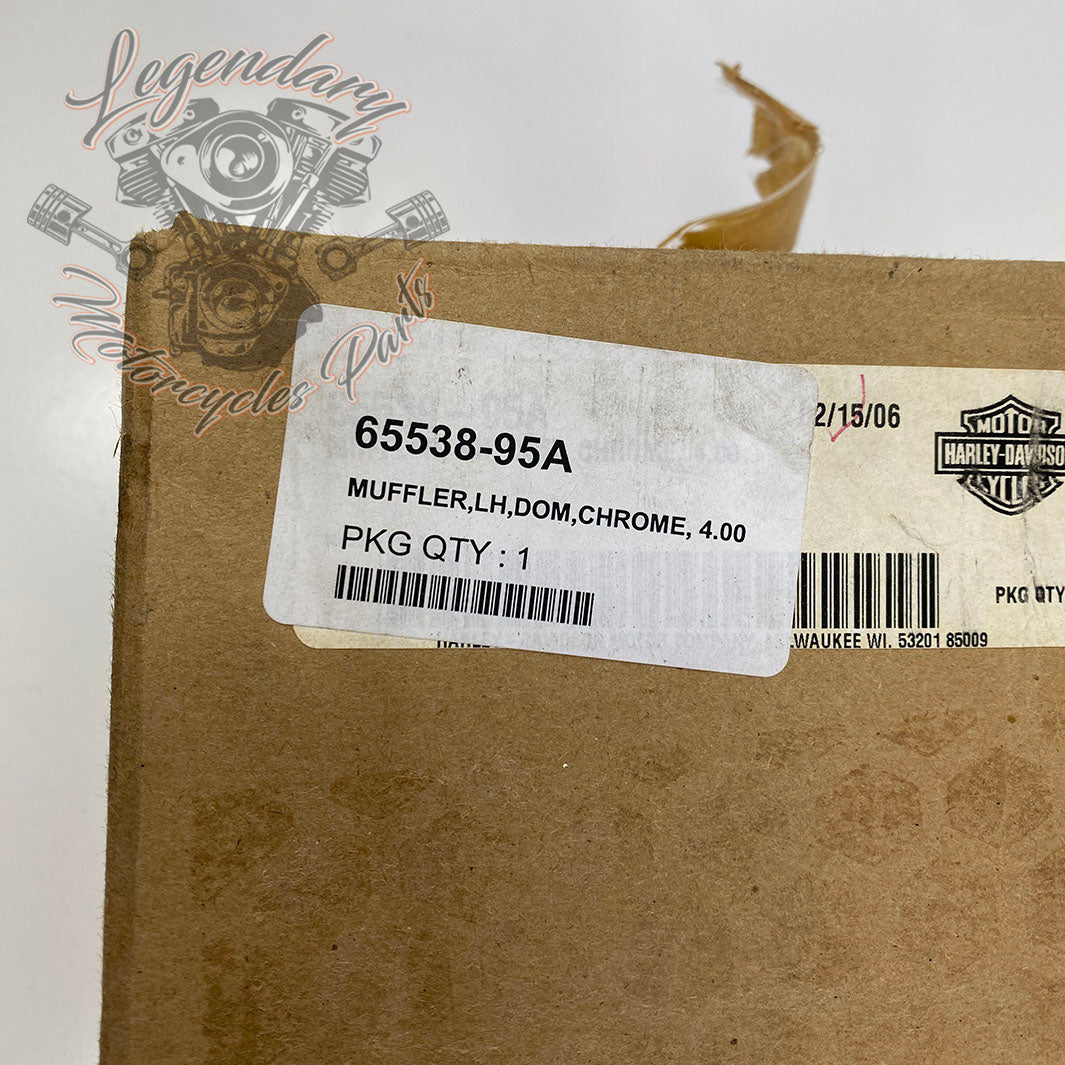 Legendary
Motorcycles Parts
65538-95A
MUFFLER,LH,DOM,CHROME, 4.00
PKG QTY : 1
2/15/06
MOTOR
HARLEY-DAVIDSO
CYCLES
PKG QTY
LWAUKEE WI. 53201 85009